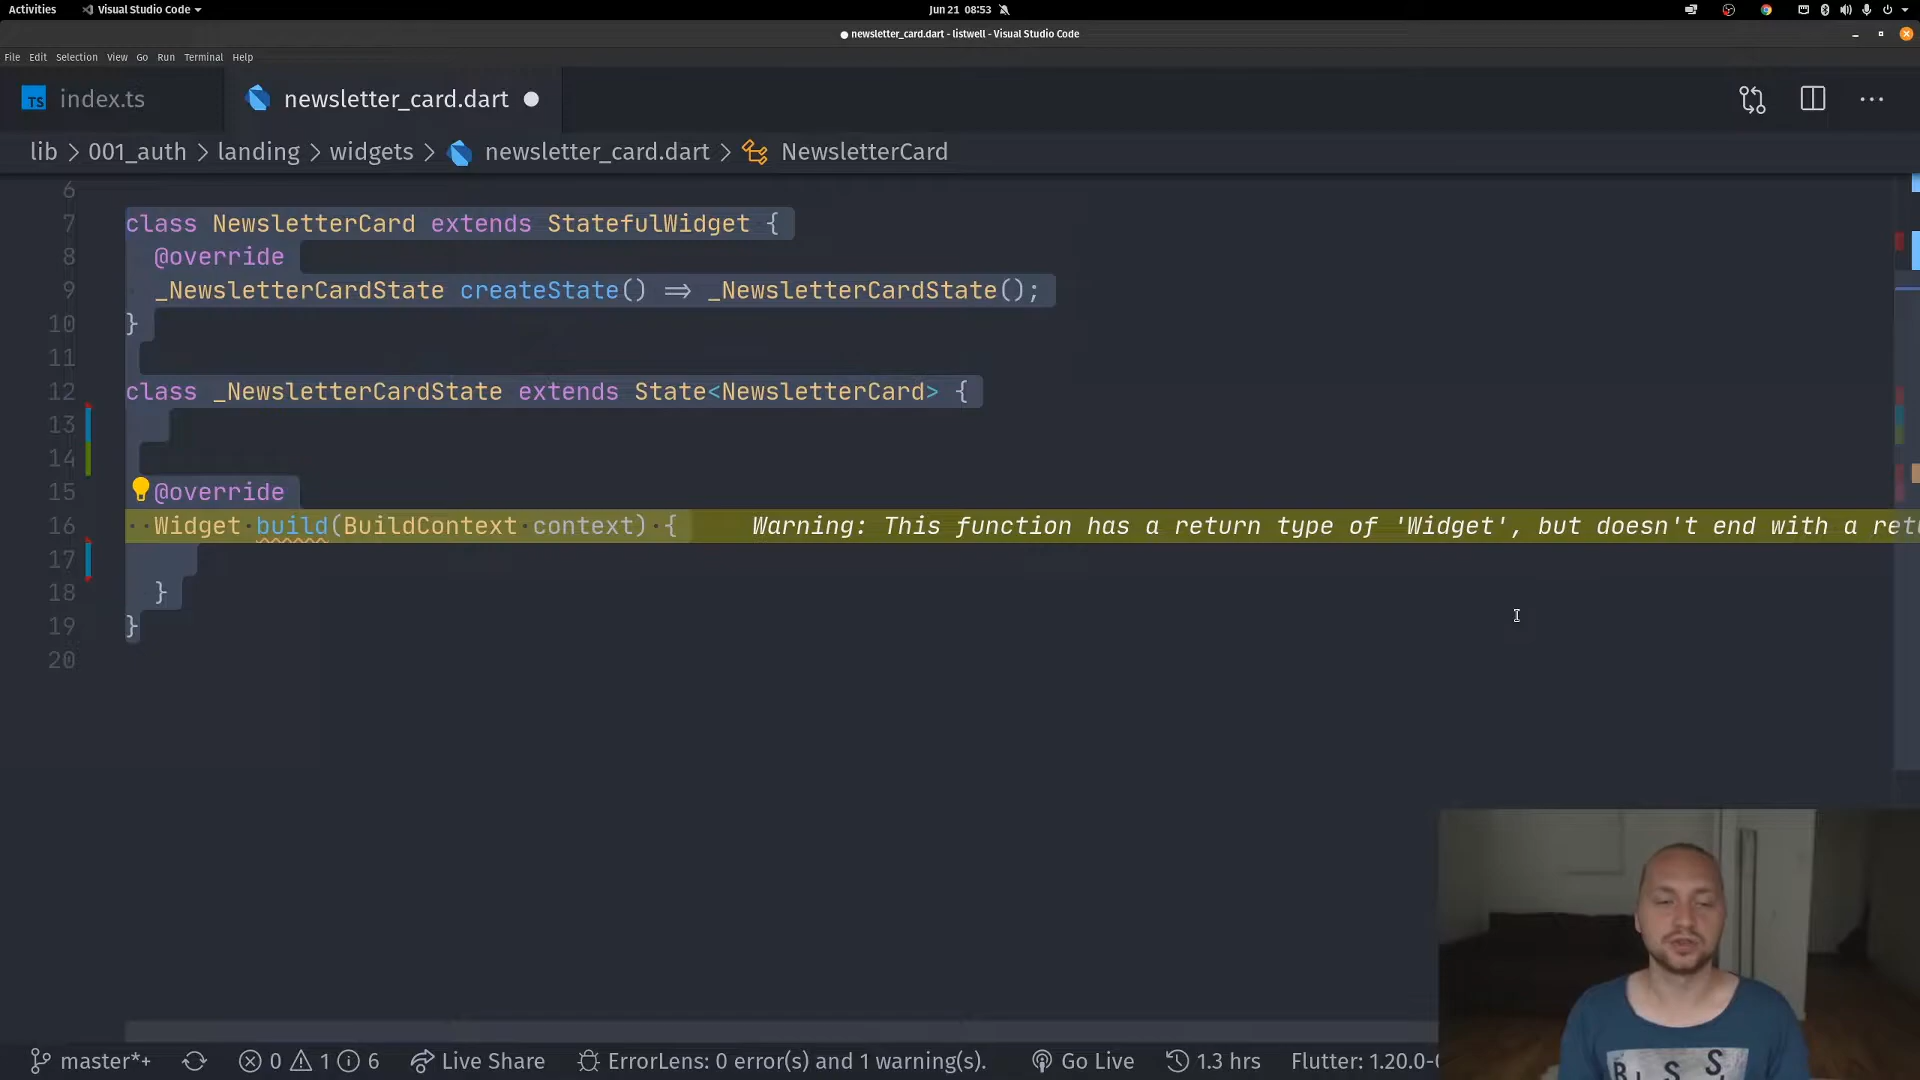 Activities Visual Studio Code Jun 21 08:53
newsletter_card.dart - listwell - Visual Studio Code
File Edit Selection View Go Run Terminal Help
TS index.ts newsletter_card.dart
lib > 001_auth > landing > widgets > newsletter_card.dart > NewsletterCard
6
7 class NewsletterCard extends StatefulWidget {
8 @override
9 _NewsletterCardState createState() => _NewsletterCardState();
10 }
11
12 class _NewsletterCardState extends State<NewsletterCard> {
13
14
15 @override
16 Widget build(BuildContext context) { Warning: This function has a return type of 'Widget', but doesn't end with a ret
17
18 }
19 }
20
master*+ 0 1 6 Live Share ErrorLens: 0 error(s) and 1 warning(s). Go Live 1.3 hrs Flutter: 1.20.0-